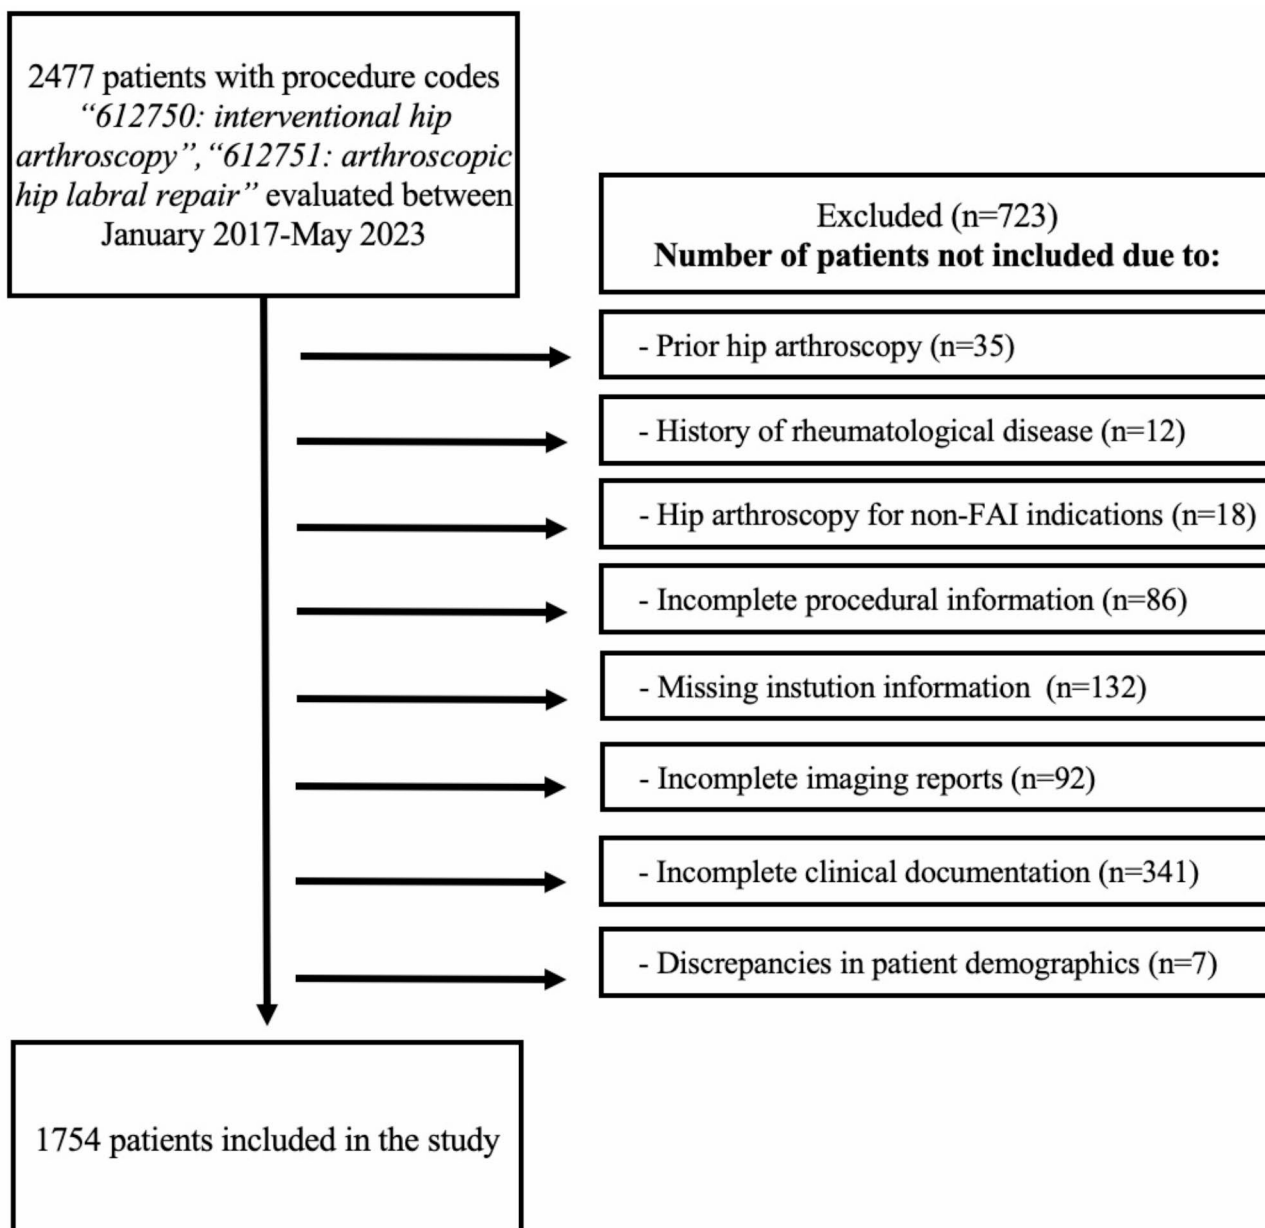 2477 patients with procedure codes
“612750: interventional hip
arthroscopy”,“612751: arthroscopic
hip labral repair” evaluated between
January 2017-May 2023
Excluded (n=723)
Number of patients not included due to:
- Prior hip arthroscopy (n=35)
- History of rheumatological disease (n=12)
- Hip arthroscopy for non-FAI indications (n=18)
- Incomplete procedural information (n=86)
- Missing instution information (n=132)
- Incomplete imaging reports (n=92)
- Incomplete clinical documentation (n=341)
- Discrepancies in patient demographics (n=7)
1754 patients included in the study